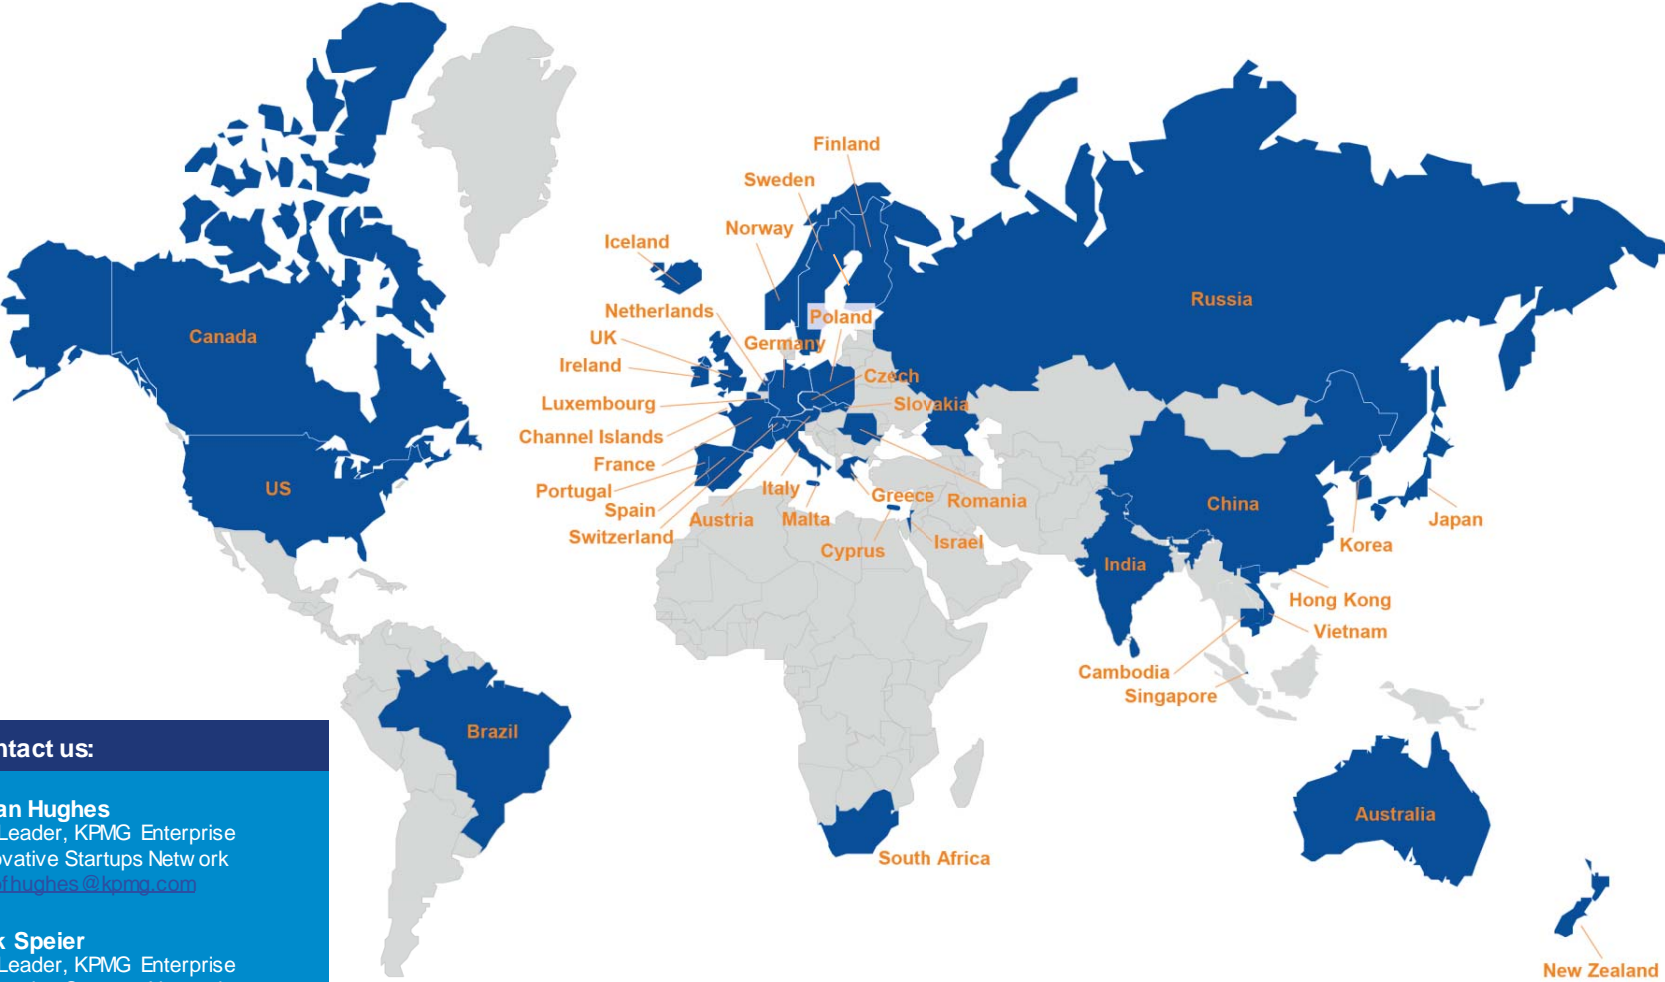 Finland
Sweden
Norway
Iceland
Netherlands
Poland
UK
Germany
Ireland
Czech
Luxembourg
Slovakia
Channel Islands
France
Portugal
Spain
Switzerland
Austria
Italy
Malta
Greece
Cyprus
Israel
Romania
Russia
Canada
US
China
Japan
Korea
India
Hong Kong
Vietnam
Cambodia
Singapore
Brazil
Australia
South Africa
New Zealand
ntact us:
an Hughes
Leader, KPMG Enterprise
ovative Startups Network
fhughes@kpmg.com
k Speier
Leader, KPMG Enterprise